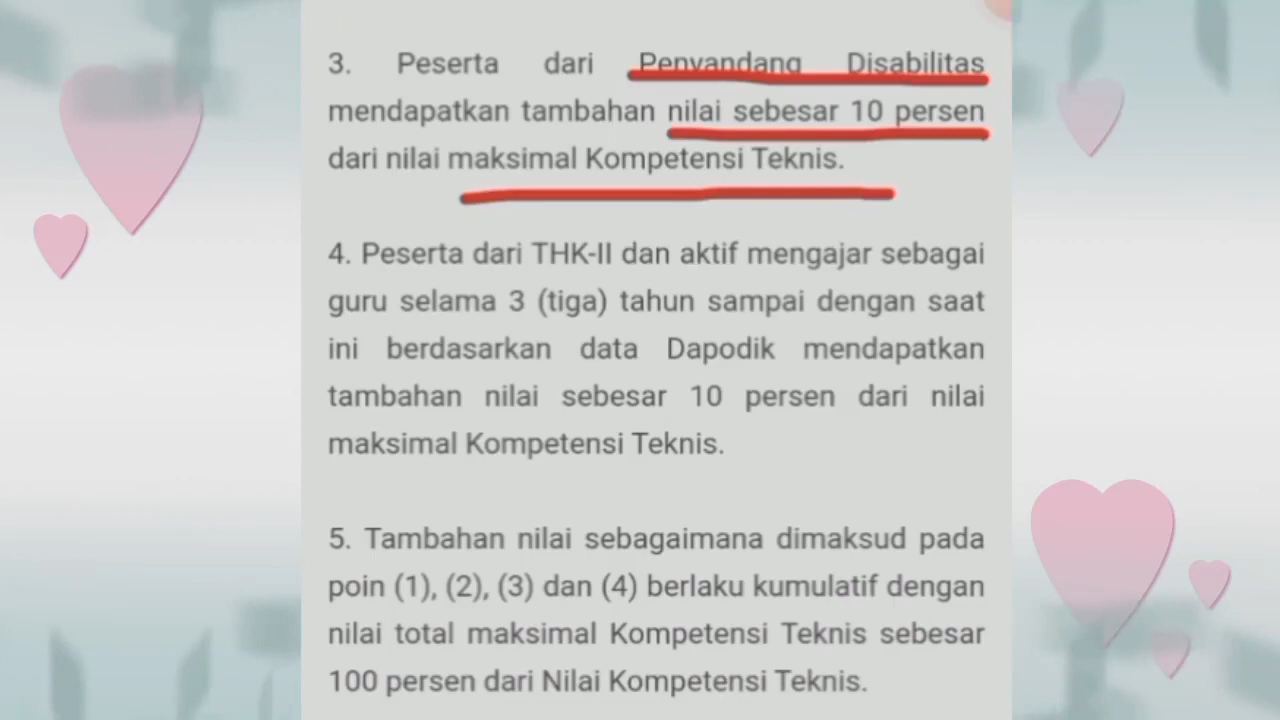 3. Peserta dari Penyandang Disabilitas
mendapatkan tambahan nilai sebesar 10 persen
dari nilai maksimal Kompetensi Teknis.
4. Peserta dari THK-II dan aktif mengajar sebagai
guru selama 3 (tiga) tahun sampai dengan saat
ini berdasarkan data Dapodik mendapatkan
tambahan nilai sebesar 10 persen dari nilai
maksimal Kompetensi Teknis.
5. Tambahan nilai sebagaimana dimaksud pada
poin (1), (2), (3) dan (4) berlaku kumulatif dengan
nilai total maksimal Kompetensi Teknis sebesar
100 persen dari Nilai Kompetensi Teknis.